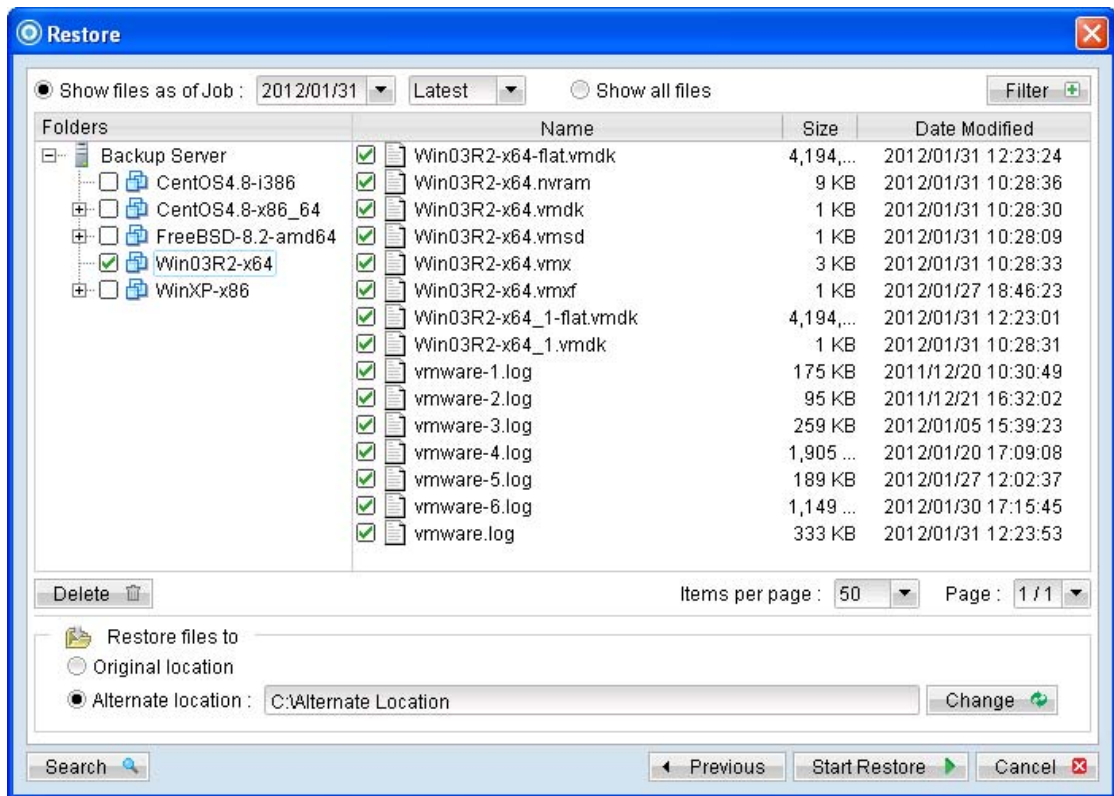 Restore
Show files as of Job : 2012/01/31 Latest Show all files Filter
Folders Name Size Date Modified
Backup Server Win03R2-x64-flat.vmdk 4,194,... 2012/01/31 12:23:24
CentOS4.8-i386 Win03R2-x64.nvram 9 KB 2012/01/31 10:28:36
CentOS4.8-x86_64 Win03R2-x64.vmdk 1 KB 2012/01/31 10:28:30
FreeBSD-8.2-amd64 Win03R2-x64.vmsd 1 KB 2012/01/31 10:28:09
Win03R2-x64 Win03R2-x64.vmx 3 KB 2012/01/31 10:28:33
WinXP-x86 Win03R2-x64.vmxf 1 KB 2012/01/27 18:46:23
Win03R2-x64_1-flat.vmdk 4,194,... 2012/01/31 12:23:01
Win03R2-x64_1.vmdk 1 KB 2012/01/31 10:28:31
vmware-1.log 175 KB 2011/12/20 10:30:49
vmware-2.log 95 KB 2011/12/21 16:32:02
vmware-3.log 259 KB 2012/01/05 15:39:23
vmware-4.log 1,905 ... 2012/01/20 17:09:08
vmware-5.log 189 KB 2012/01/27 12:02:37
vmware-6.log 1,149 ... 2012/01/30 17:15:45
vmware.log 333 KB 2012/01/31 12:23:53
Delete Items per page : 50 Page : 1 / 1
Restore files to
Original location
Alternate location : C:\Alternate Location Change
Search Previous Start Restore Cancel